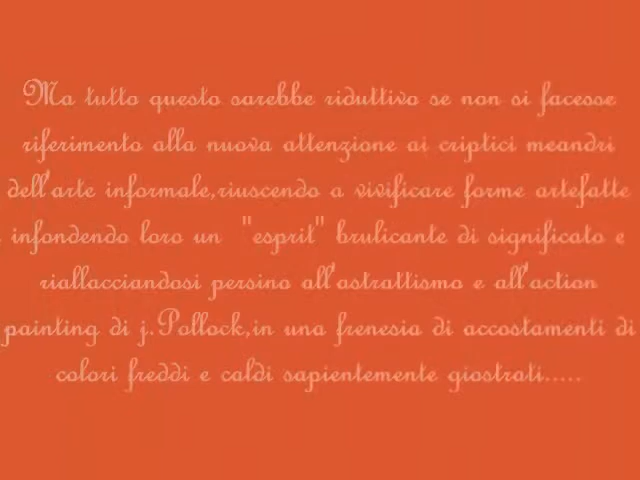 Ma tutto questo sarebbe riduttivo se non si facesse
riferimento alla nuova attenzione ai criptici meandri
dell'arte informale,riuscendo a vivificare forme artefatte
infondendo loro un "esprit" brulicante di significato e
riallacciandosi persino all'astrattismo e all'action
painting di j.Pollock,in una frenesia di accostamenti di
colori freddi e caldi sapientemente giostrati.....